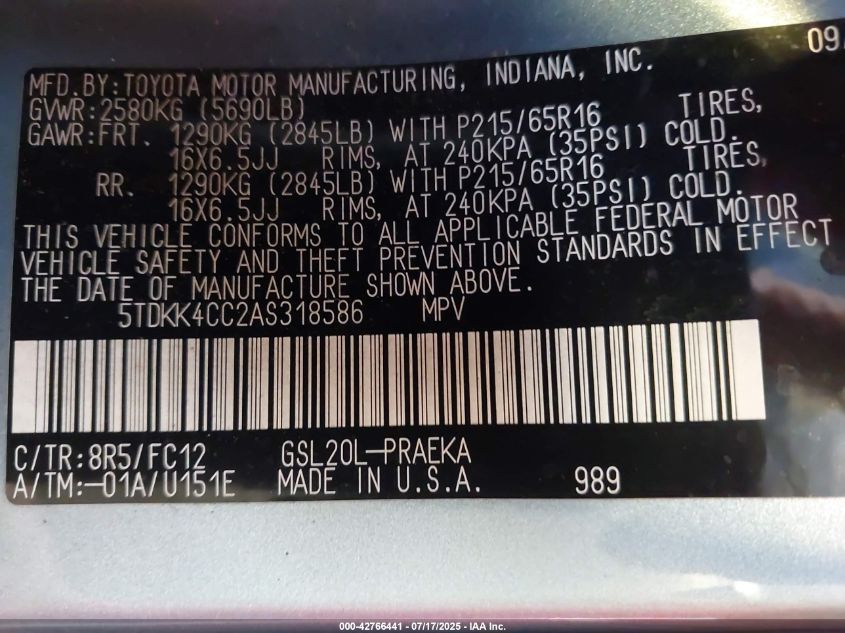 09/
MFD.BY:TOYOTA MOTOR MANUFACTURING, INDIANA, INC.
GVWR:2580KG (5690LB)
GAWR:FRT. 1290KG (2845LB) WITH P215/65R16 TIRES,
16X6.5JJ RIMS, AT 240KPA (35PSI) COLD.
RR. 1290KG (2845LB) WITH P215/65R16 TIRES,
16X6.5JJ RIMS, AT 240KPA (35PSI) COLD.
THIS VEHICLE CONFORMS TO ALL APPLICABLE FEDERAL MOTOR
VEHICLE SAFETY AND THEFT PREVENTION STANDARDS IN EFFECT
THE DATE OF MANUFACTURE SHOWN ABOVE.
5TDKK4CC2AS318586 MPV
C/TR:8R5/FC12 GSL20L-PRAEKA
A/TM:-01A/U151E MADE IN U.S.A. 989
000-42766441 - 07/17/2025 - IAA Inc.